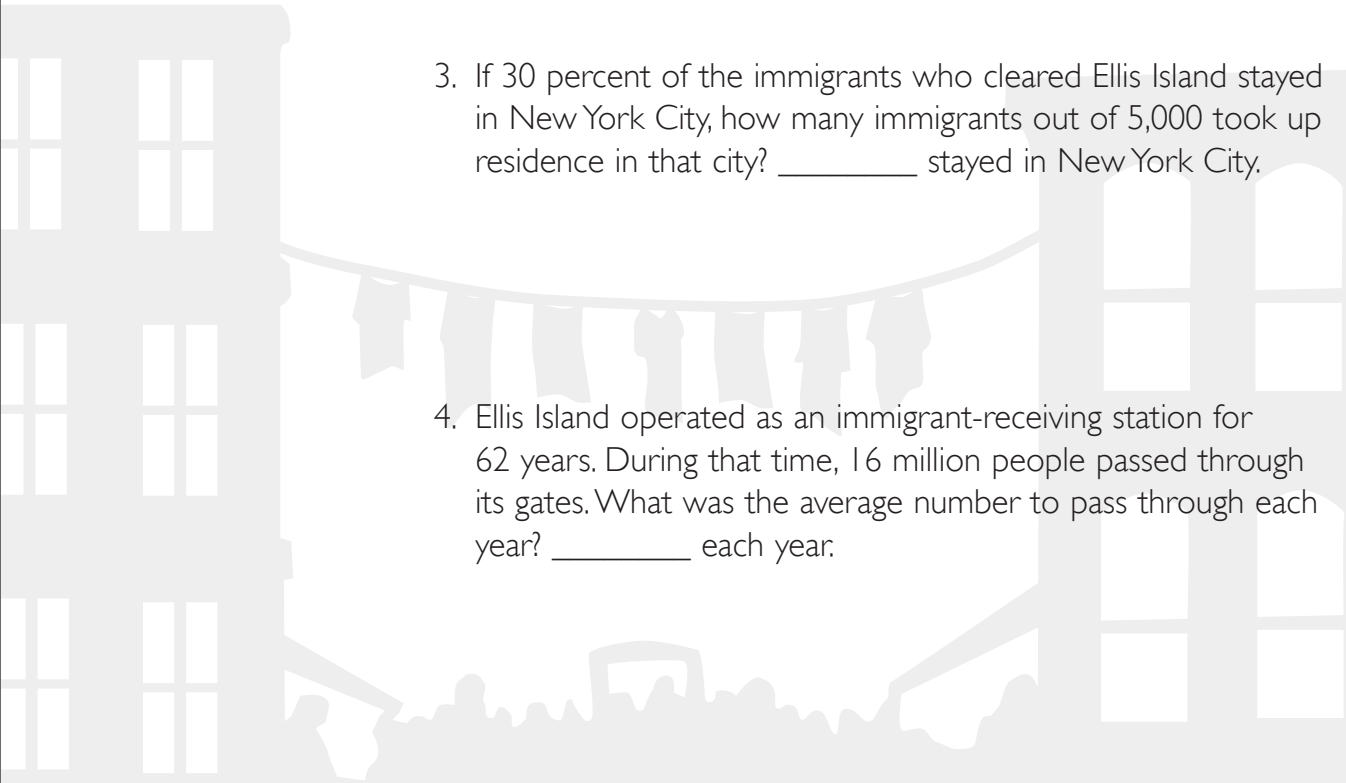 3. If 30 percent of the immigrants who cleared Ellis Island stayed
in New York City, how many immigrants out of 5,000 took up
residence in that city? ________ stayed in New York City.
4. Ellis Island operated as an immigrant-receiving station for
62 years. During that time, 16 million people passed through
its gates. What was the average number to pass through each
year? ________ each year.